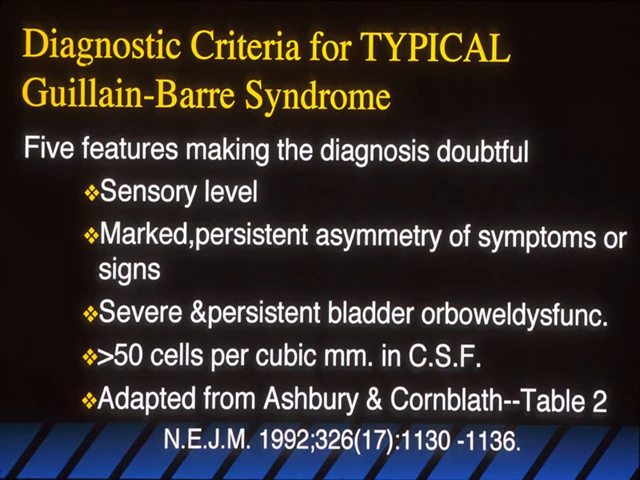 Diagnostic Criteria for TYPICAL
Guillain-Barre Syndrome
Five features making the diagnosis doubtful
❖Sensory level
❖Marked,persistent asymmetry of symptoms or
signs
❖Severe &persistent bladder orboweldysfunc.
❖>50 cells per cubic mm. in C.S.F.
❖Adapted from Ashbury & Cornblath--Table 2
N.E.J.M. 1992;326(17):1130 -1136.